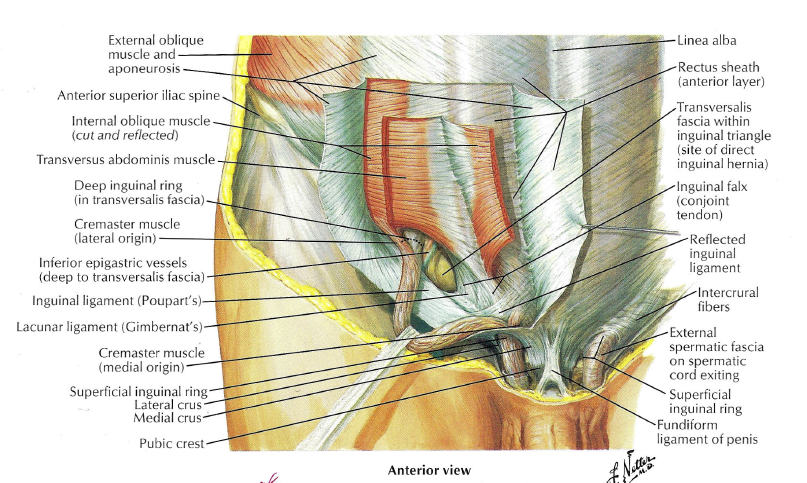 External oblique
muscle and
aponeurosis
Anterior superior iliac spine
Internal oblique muscle
(cut and reflected)
Transversus abdominis muscle
Deep inguinal ring
(in transversalis fascia)
Cremaster muscle
(lateral origin)
Inferior epigastric vessels
(deep to transversalis fascia)
Inguinal ligament (Poupart's)
Lacunar ligament (Gimbernat's)
Cremaster muscle
(medial origin)
Superficial inguinal ring
Lateral crus
Medial crus
Pubic crest
Linea alba
Rectus sheath
(anterior layer)
Transversalis
fascia within
inguinal triangle
(site of direct
inguinal hernia)
Inguinal falx
(conjoint
tendon)
Reflected
inguinal
ligament
Intercrural
fibers
External
spermatic fascia
on spermatic
cord exiting
Superficial
inguinal ring
Fundiform
ligament of penis
Anterior view
F. Netter
M.D.